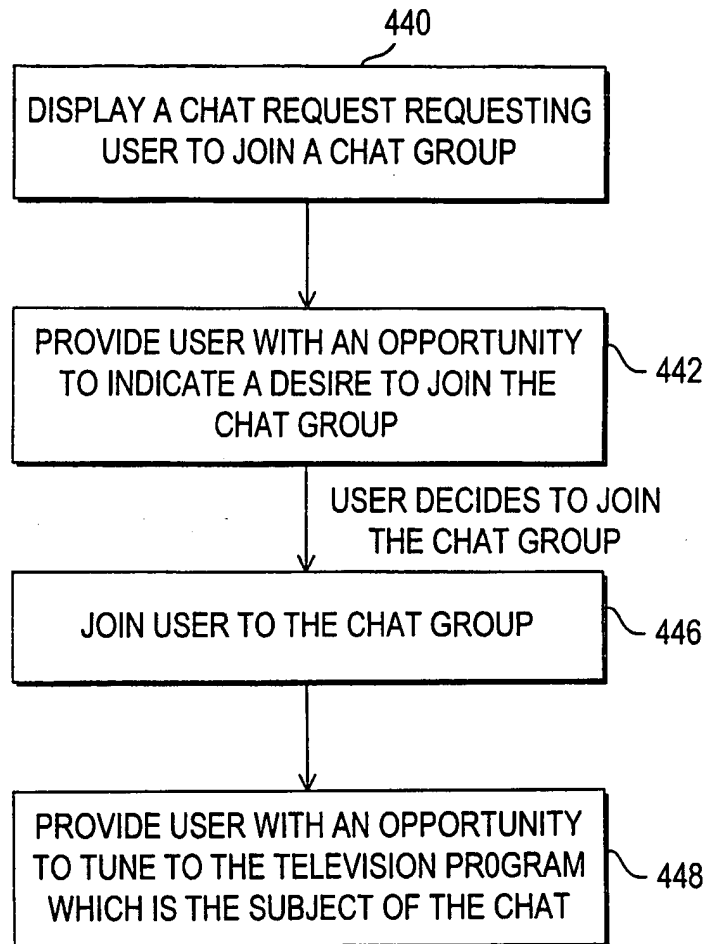 440
DISPLAY A CHAT REQUEST REQUESTING
USER TO JOIN A CHAT GROUP
PROVIDE USER WITH AN OPPORTUNITY
TO INDICATE A DESIRE TO JOIN THE
CHAT GROUP
442
USER DECIDES TO JOIN
THE CHAT GROUP
JOIN USER TO THE CHAT GROUP
446
PROVIDE USER WITH AN OPPORTUNITY
TO TUNE TO THE TELEVISION PR0GRAM
WHICH IS THE SUBJECT OF THE CHAT
448